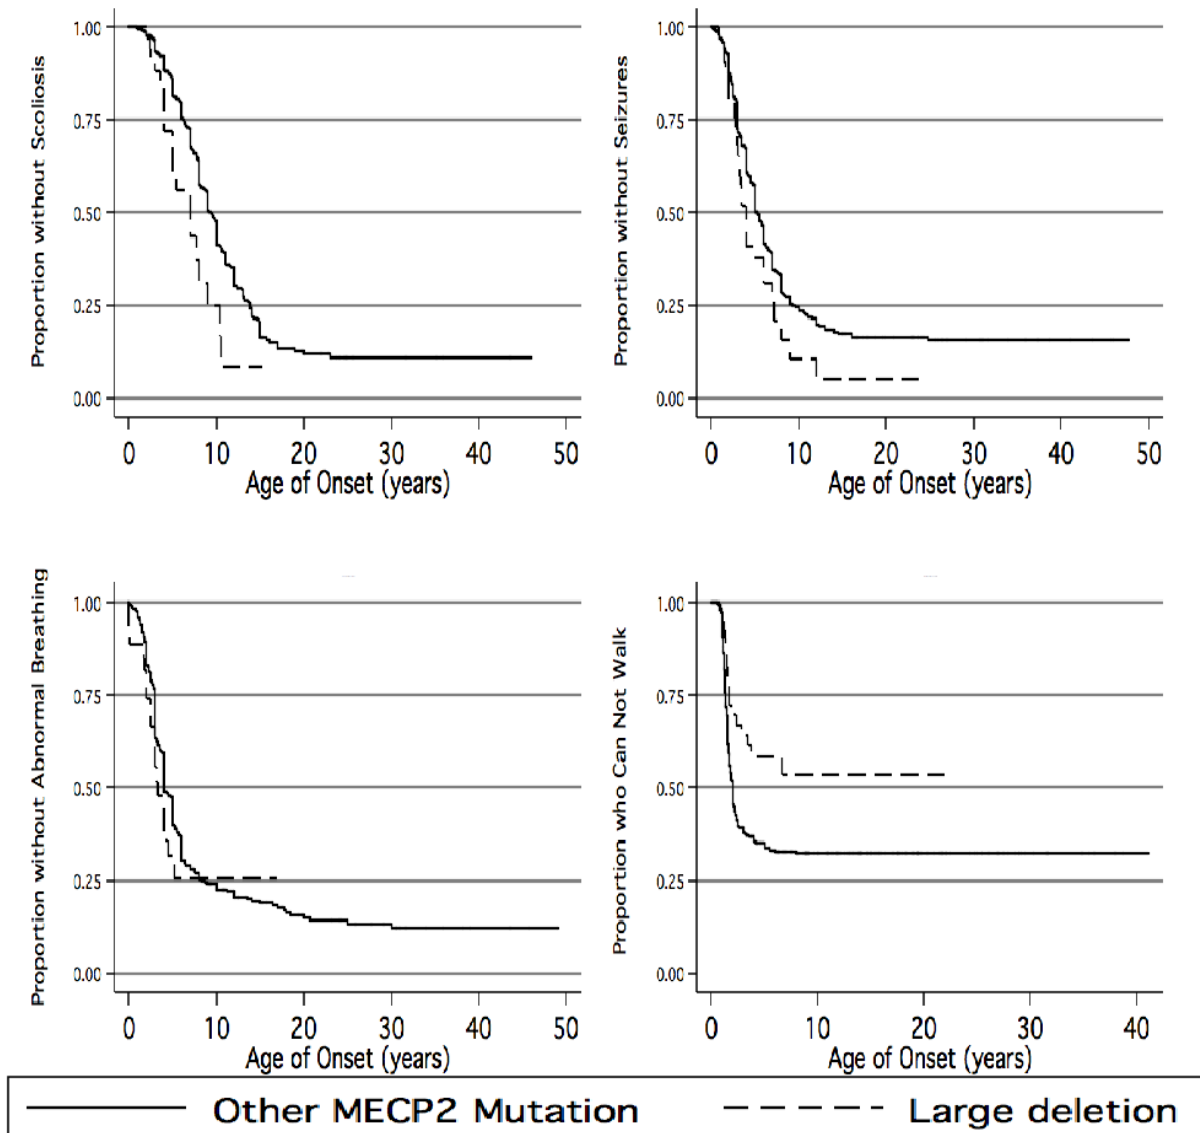 Proportion without Scoliosis
1.00
0.75
0.50
0.25
0.00
0 10 20 30 40 50
Age of Onset (years)
Proportion without Seizures
1.00
0.75
0.50
0.25
0.00
0 10 20 30 40 50
Age of Onset (years)
Proportion without Abnormal Breathing
1.00
0.75
0.50
0.25
0.00
0 10 20 30 40 50
Age of Onset (years)
Proportion who Can Not Walk
1.00
0.75
0.50
0.25
0.00
0 10 20 30 40
Age of Onset (years)
Other MECP2 Mutation
Large deletion